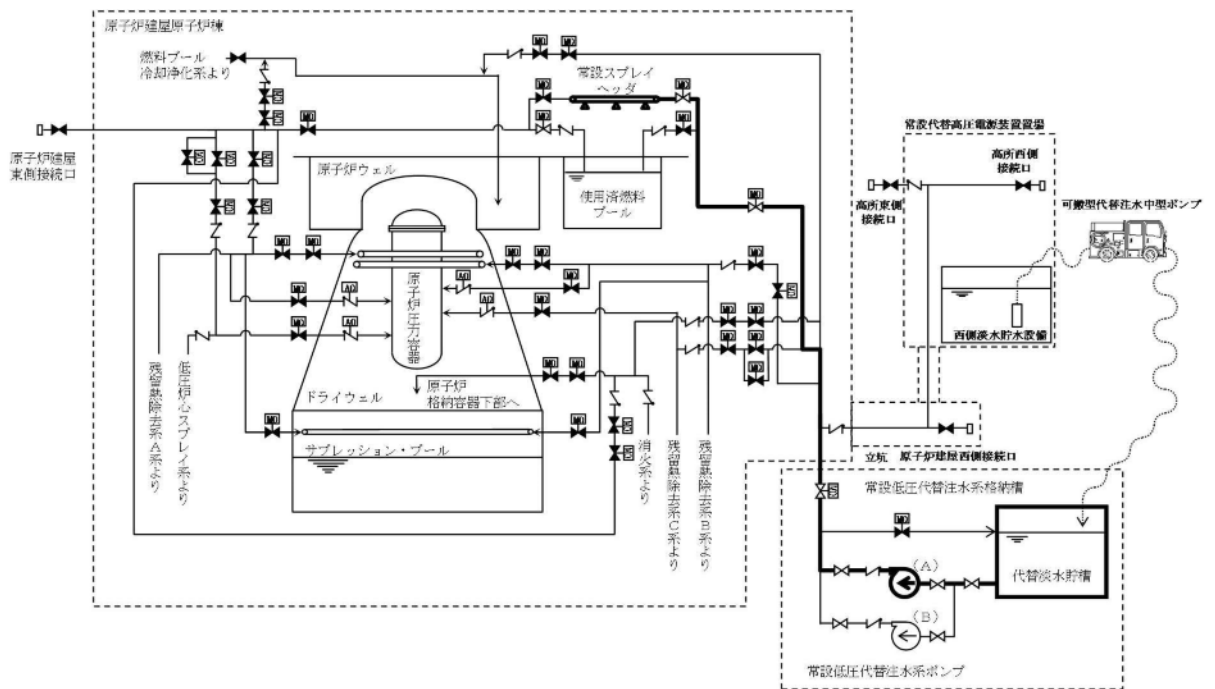 原子炉建屋原子炉棟
燃料プール
冷却浄化系より
常設スプレイ
ヘッダ
原子炉建屋
東側接続口
原子炉ウェル
使用済燃料
プール
常設代替高圧電源装置置場
高所西側
接続口
高所東側
接続口
可搬型代替注水中型ポンプ
西側淡水貯水設備
原子炉圧力容器
残留熱除去系A系より
低圧炉心スプレイ系より
ドライウェル
原子炉
格納容器下部へ
サプレッション・プール
消火系より
残留熱除去系C系より
残留熱除去系B系より
立坑
原子炉建屋西側接続口
常設低圧代替注水系格納槽
(A)
代替淡水貯槽
(B)
常設低圧代替注水系ポンプ